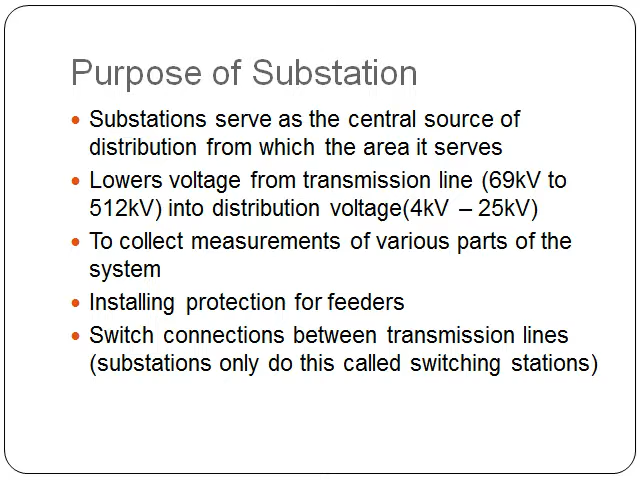 Purpose of Substation
• Substations serve as the central source of
distribution from which the area it serves
• Lowers voltage from transmission line (69kV to
512kV) into distribution voltage(4kV – 25kV)
• To collect measurements of various parts of the
system
• Installing protection for feeders
• Switch connections between transmission lines
(substations only do this called switching stations)